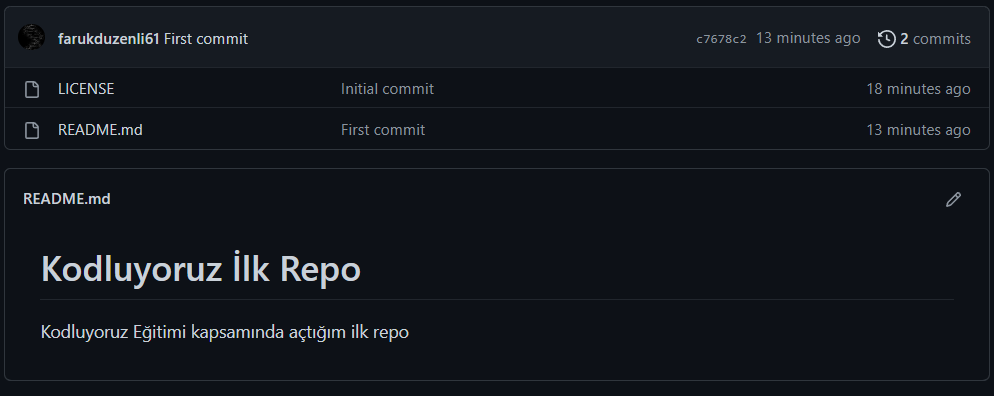 farukduzenli61 First commit c7678c2 13 minutes ago 2 commits
LICENSE Initial commit 18 minutes ago
README.md First commit 13 minutes ago
README.md
Kodluyoruz İlk Repo
Kodluyoruz Eğitimi kapsamında açtığım ilk repo